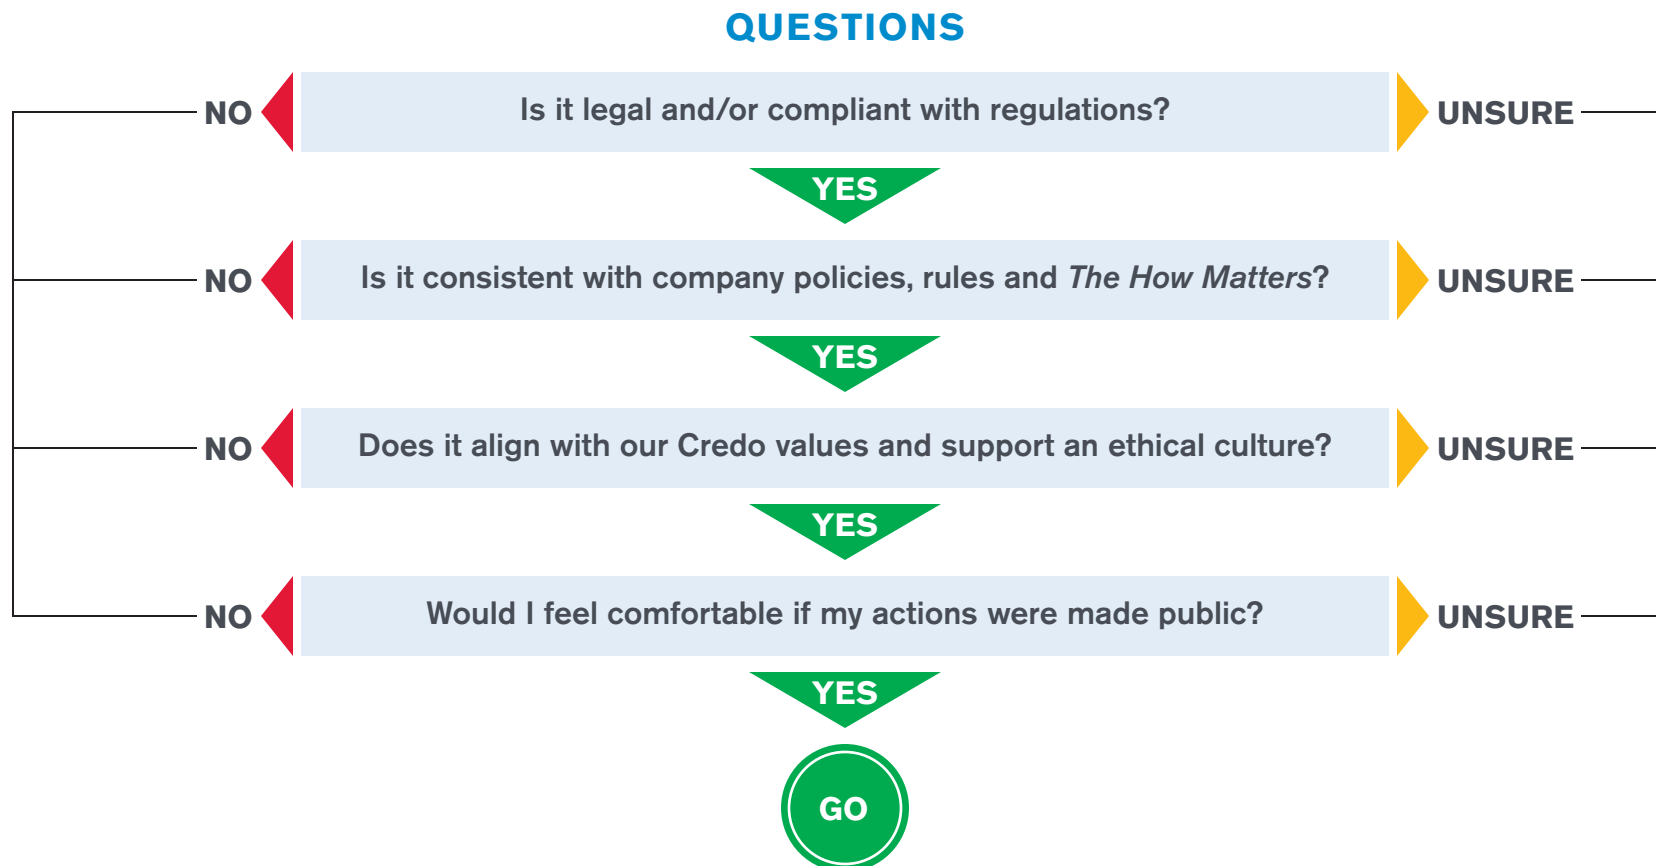 QUESTIONS
NO Is it legal and/or compliant with regulations? UNSURE
YES
NO Is it consistent with company policies, rules and The How Matters? UNSURE
YES
NO Does it align with our Credo values and support an ethical culture? UNSURE
YES
NO Would I feel comfortable if my actions were made public? UNSURE
YES
GO